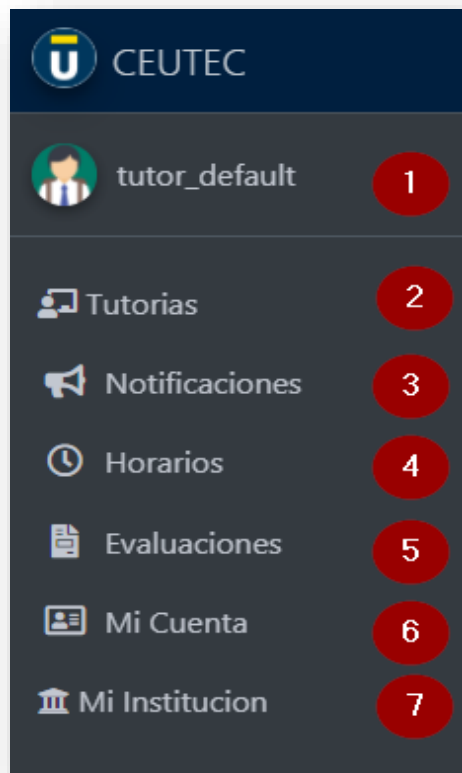 U CEUTEC
tutor_default 1
Tutorias 2
Notificaciones 3
Horarios 4
Evaluaciones 5
Mi Cuenta 6
Mi Institucion 7